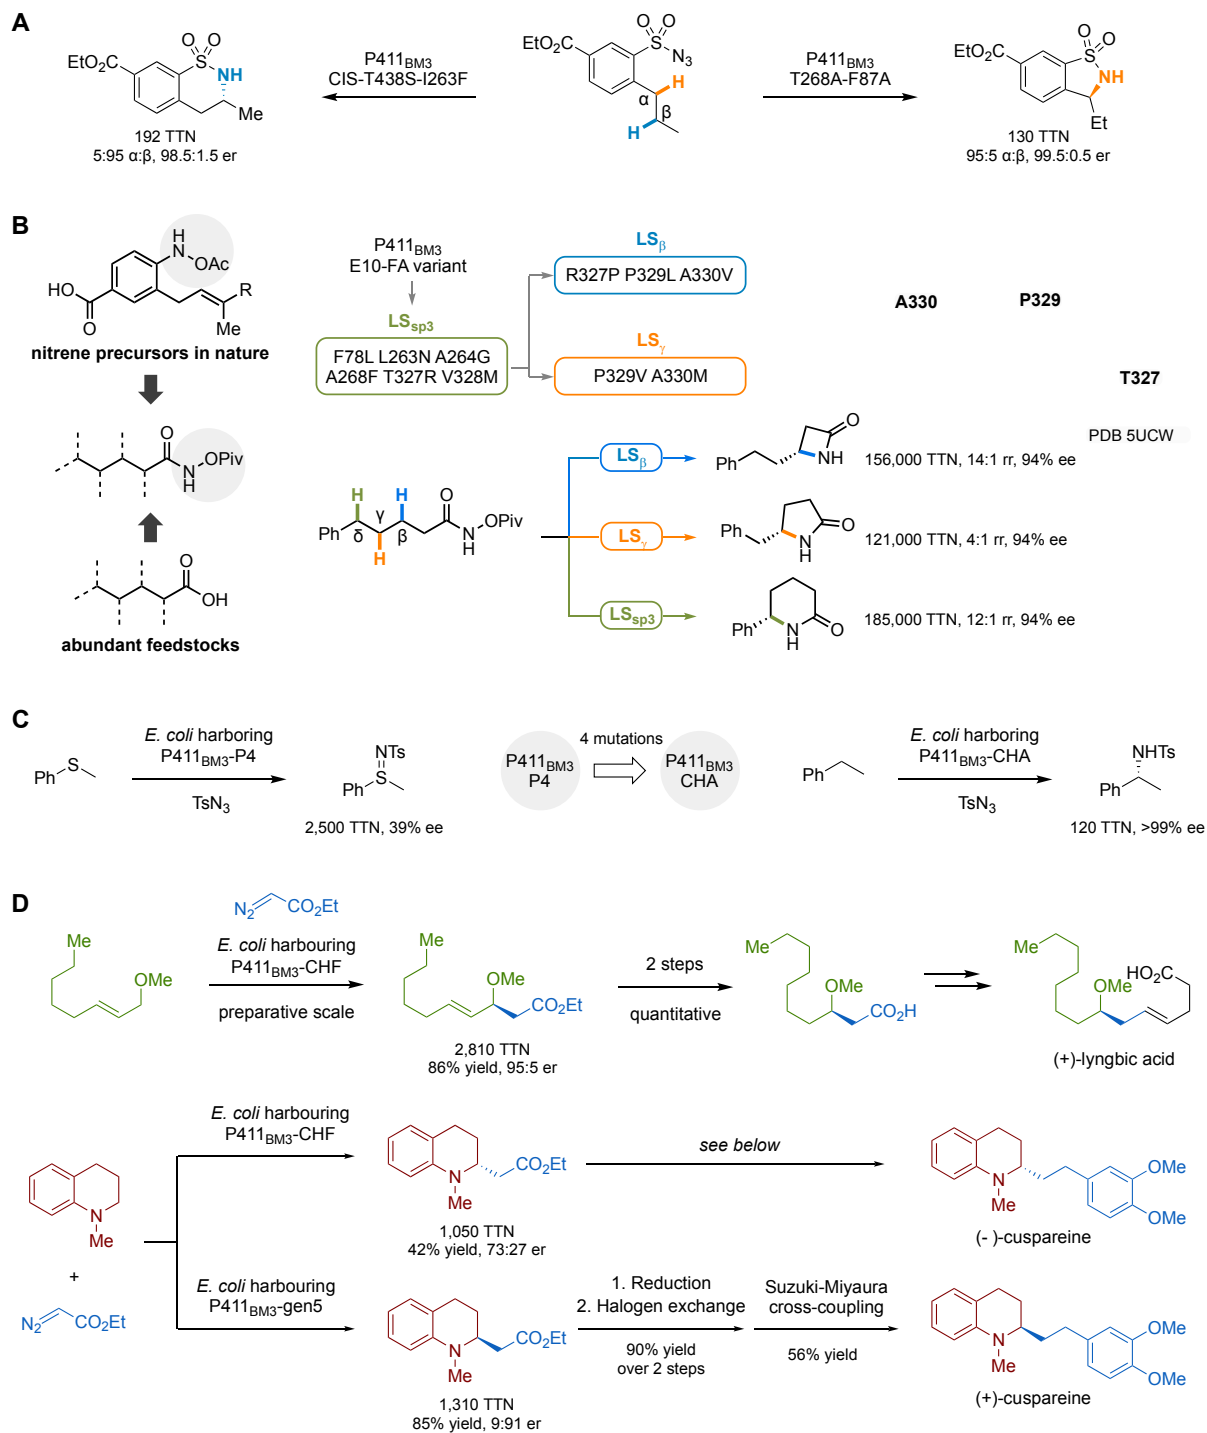 A
EtO₂C
O O
S
NH
Me
192 TTN
5:95 α:β, 98.5:1.5 er
P411BM3
CIS-T438S-I263F
EtO₂C
O O
S
N₃
H
α
β
H
P411BM3
T268A-F87A
EtO₂C
O
O
S
NH
Et
130 TTN
95:5 α:β, 99.5:0.5 er
B
H
N
OAc
HO
O
R
Me
nitrene precursors in nature
O
N
H
OPiv
O
OH
abundant feedstocks
P411BM3
E10-FA variant
LSsp3
F78L L263N A264G
A268F T327R V328M
LSβ
R327P P329L A330V
LSγ
P329V A330M
A330
P329
T327
PDB 5UCW
Ph
H
δ
γ
H
H
β
O
N
H
OPiv
LSβ
Ph
O
NH
156,000 TTN, 14:1 rr, 94% ee
LSγ
Ph
O
N
H
121,000 TTN, 4:1 rr, 94% ee
LSsp3
Ph
N
H
O
185,000 TTN, 12:1 rr, 94% ee
C
Ph
S
E. coli harboring
P411BM3-P4
TsN₃
NTs
Ph
S
2,500 TTN, 39% ee
P411BM3
P4
4 mutations
P411BM3
CHA
Ph
E. coli harboring
P411BM3-CHA
TsN₃
NHTs
Ph
120 TTN, >99% ee
D
Me
OMe
N₂
CO₂Et
E. coli harbouring
P411BM3-CHF
preparative scale
Me
OMe
CO₂Et
2,810 TTN
86% yield, 95:5 er
2 steps
quantitative
Me
OMe
CO₂H
Me
HO₂C
OMe
(+)-lyngbic acid
N
Me
+
N₂
CO₂Et
E. coli harbouring
P411BM3-CHF
N
Me
CO₂Et
1,050 TTN
42% yield, 73:27 er
see below
N
Me
OMe
OMe
(- )-cuspareine
E. coli harbouring
P411BM3-gen5
N
Me
CO₂Et
1,310 TTN
85% yield, 9:91 er
1. Reduction
2. Halogen exchange
90% yield
over 2 steps
Suzuki-Miyaura
cross-coupling
56% yield
N
Me
OMe
OMe
(+)-cuspareine